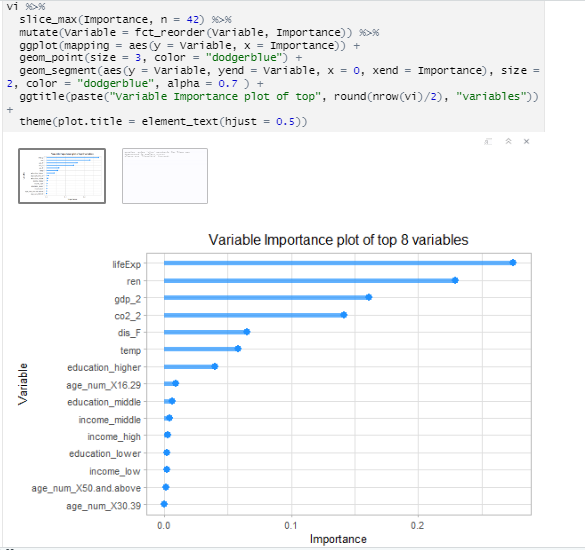 vi %>%
slice_max(Importance, n = 42) %>%
mutate(Variable = fct_reorder(Variable, Importance)) %>%
ggplot(mapping = aes(y = Variable, x = Importance)) +
geom_point(size = 3, color = "dodgerblue") +
geom_segment(aes(y = Variable, yend = Variable, x = 0, xend = Importance), size =
2, color = "dodgerblue", alpha = 0.7 ) +
ggtitle(paste("Variable Importance plot of top", round(nrow(vi)/2), "variables"))
+
theme(plot.title = element_text(hjust = 0.5))
Variable Importance plot of top 8 variables
lifeExp
ren
gdp_2
co2_2
dis_F
temp
education_higher
age_num_X16.29
education_middle
income_middle
income_high
education_lower
income_low
age_num_X50.and.above
age_num_X30.39
Variable
0.0 0.1 0.2
Importance